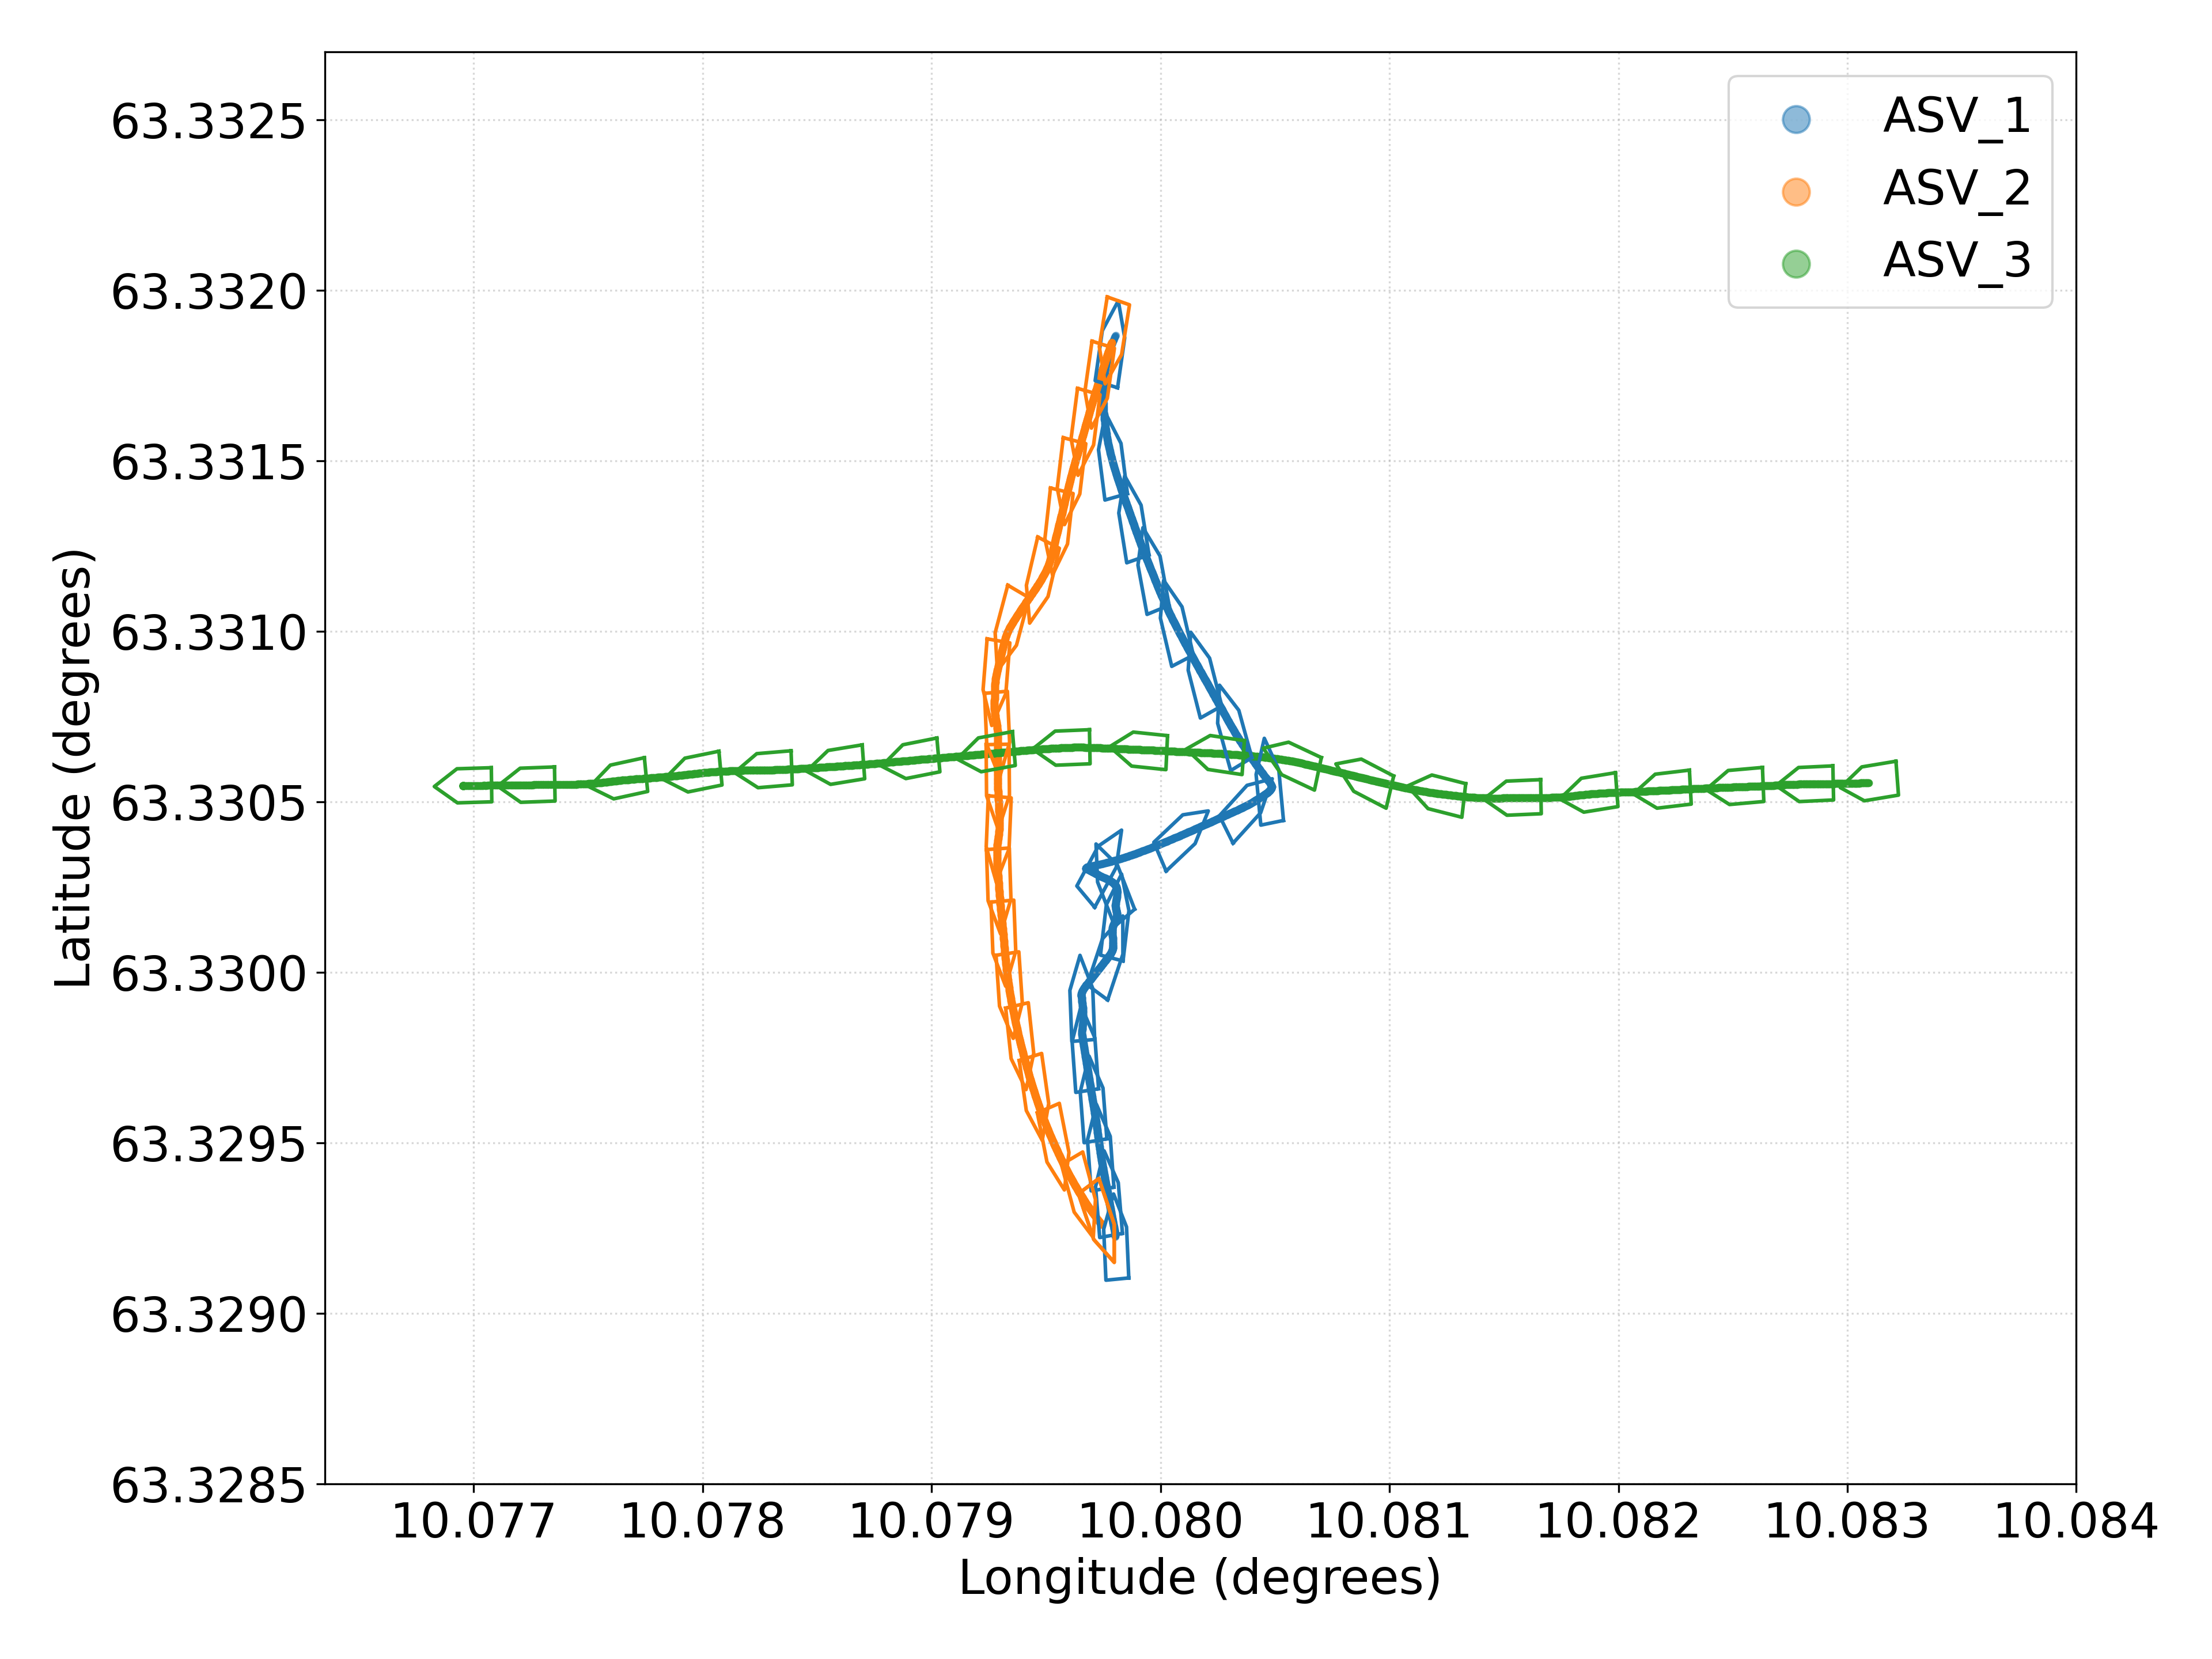 ASV_1
ASV_2
ASV_3
63.3325
63.3320
63.3315
63.3310
63.3305
63.3300
63.3295
63.3290
63.3285
Latitude (degrees)
10.077 10.078 10.079 10.080 10.081 10.082 10.083 10.084
Longitude (degrees)